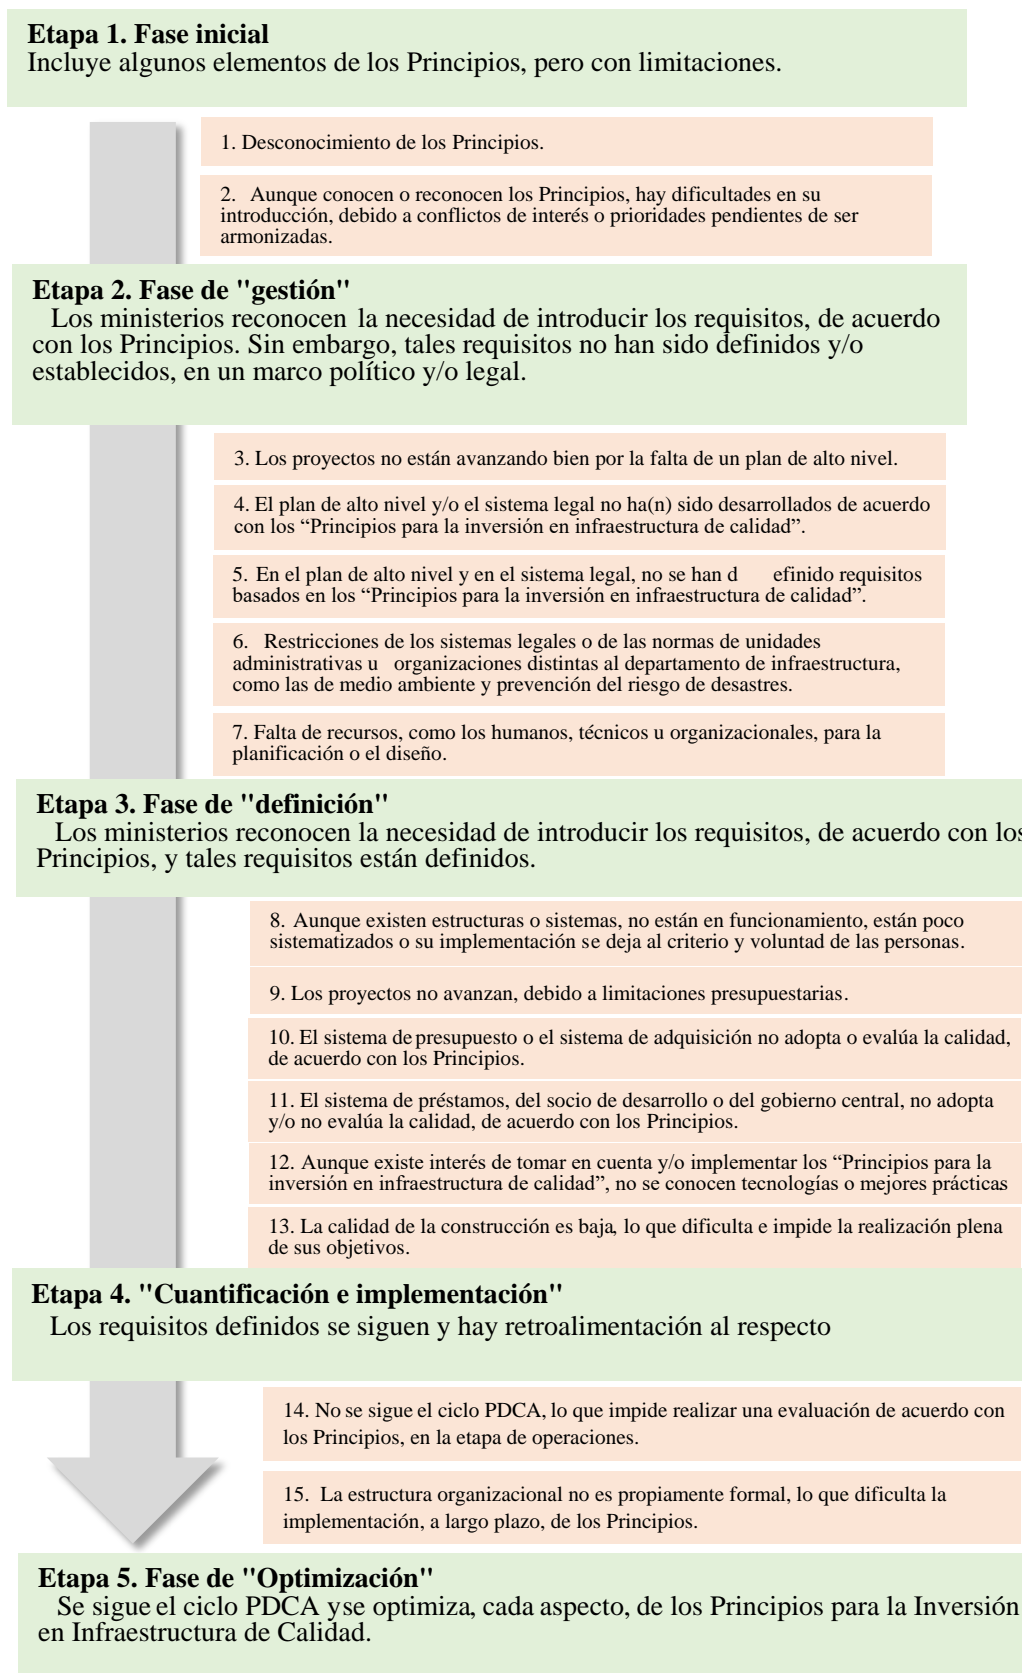 Etapa 1. Fase inicial
Incluye algunos elementos de los Principios, pero con limitaciones.
1. Desconocimiento de los Principios.
2. Aunque conocen o reconocen los Principios, hay dificultades en su
introducción, debido a conflictos de interés o prioridades pendientes de ser
armonizadas.
Etapa 2. Fase de "gestión"
Los ministerios reconocen la necesidad de introducir los requisitos, de acuerdo
con los Principios. Sin embargo, tales requisitos no han sido definidos y/o
establecidos, en un marco político y/o legal.
3. Los proyectos no están avanzando bien por la falta de un plan de alto nivel.
4. El plan de alto nivel y/o el sistema legal no ha(n) sido desarrollados de acuerdo
con los “Principios para la inversión en infraestructura de calidad”.
5. En el plan de alto nivel y en el sistema legal, no se han d efinido requisitos
basados en los “Principios para la inversión en infraestructura de calidad”.
6. Restricciones de los sistemas legales o de las normas de unidades
administrativas u organizaciones distintas al departamento de infraestructura,
como las de medio ambiente y prevención del riesgo de desastres.
7. Falta de recursos, como los humanos, técnicos u organizacionales, para la
planificación o el diseño.
Etapa 3. Fase de "definición"
Los ministerios reconocen la necesidad de introducir los requisitos, de acuerdo con los
Principios, y tales requisitos están definidos.
8. Aunque existen estructuras o sistemas, no están en funcionamiento, están poco
sistematizados o su implementación se deja al criterio y voluntad de las personas.
9. Los proyectos no avanzan, debido a limitaciones presupuestarias.
10. El sistema de presupuesto o el sistema de adquisición no adopta o evalúa la calidad,
de acuerdo con los Principios.
11. El sistema de préstamos, del socio de desarrollo o del gobierno central, no adopta
y/o no evalúa la calidad, de acuerdo con los Principios.
12. Aunque existe interés de tomar en cuenta y/o implementar los “Principios para la
inversión en infraestructura de calidad”, no se conocen tecnologías o mejores prácticas
13. La calidad de la construcción es baja, lo que dificulta e impide la realización plena
de sus objetivos.
Etapa 4. "Cuantificación e implementación"
Los requisitos definidos se siguen y hay retroalimentación al respecto
14. No se sigue el ciclo PDCA, lo que impide realizar una evaluación de acuerdo con
los Principios, en la etapa de operaciones.
15. La estructura organizacional no es propiamente formal, lo que dificulta la
implementación, a largo plazo, de los Principios.
Etapa 5. Fase de "Optimización"
Se sigue el ciclo PDCA yse optimiza, cada aspecto, de los Principios para la Inversión
en Infraestructura de Calidad.